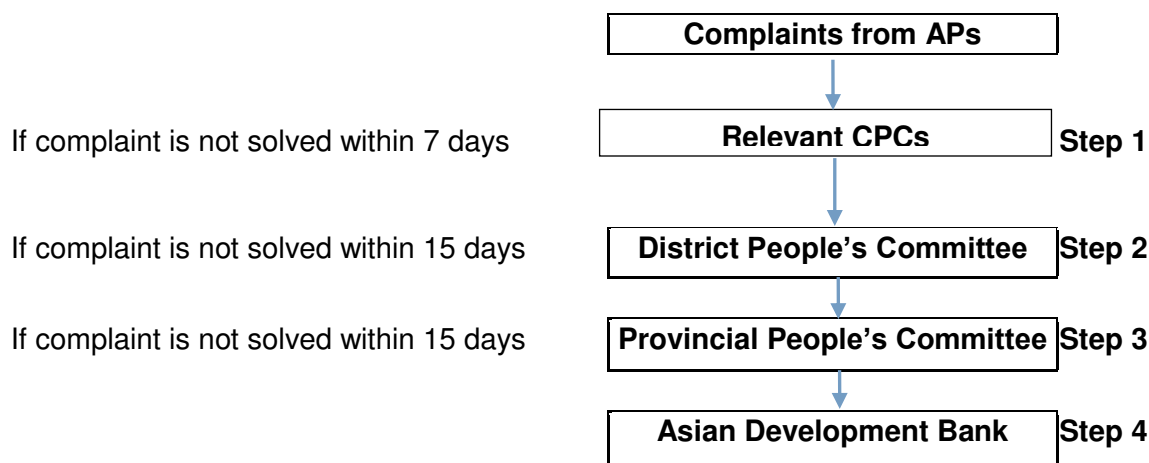 Complaints from APs
If complaint is not solved within 7 days Relevant CPCs Step 1
If complaint is not solved within 15 days District People's Committee Step 2
If complaint is not solved within 15 days Provincial People's Committee Step 3
Asian Development Bank Step 4